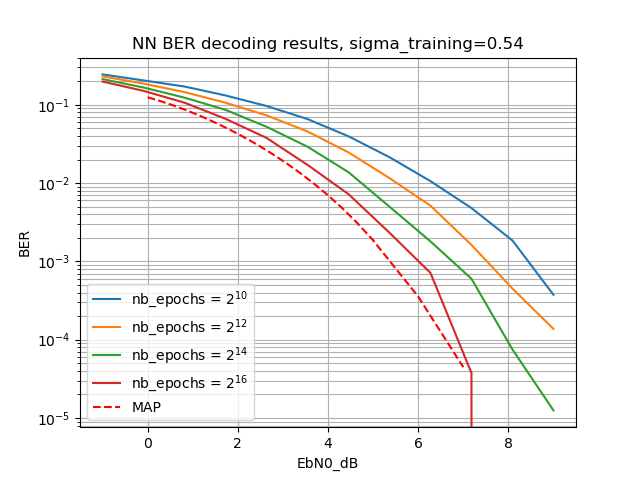 NN BER decoding results, sigma_training=0.54
BER
10⁻¹
10⁻²
10⁻³
10⁻⁴
10⁻⁵
nb_epochs = 2¹⁰
nb_epochs = 2¹²
nb_epochs = 2¹⁴
nb_epochs = 2¹⁶
MAP
0 2 4 6 8
EbN0_dB